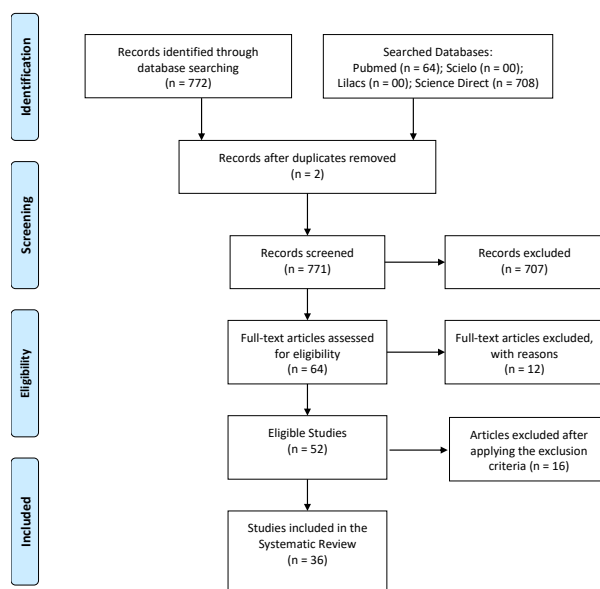 Identification
Records identified through
database searching
(n = 772)
Searched Databases:
Pubmed (n = 64); Scielo (n = 00);
Lilacs (n = 00); Science Direct (n = 708)
Records after duplicates removed
(n = 2)
Screening
Records screened
(n = 771)
Records excluded
(n = 707)
Eligibility
Full-text articles assessed
for eligibility
(n = 64)
Full-text articles excluded,
with reasons
(n = 12)
Eligible Studies
(n = 52)
Articles excluded after
applying the exclusion
criteria (n = 16)
Included
Studies included in the
Systematic Review
(n = 36)